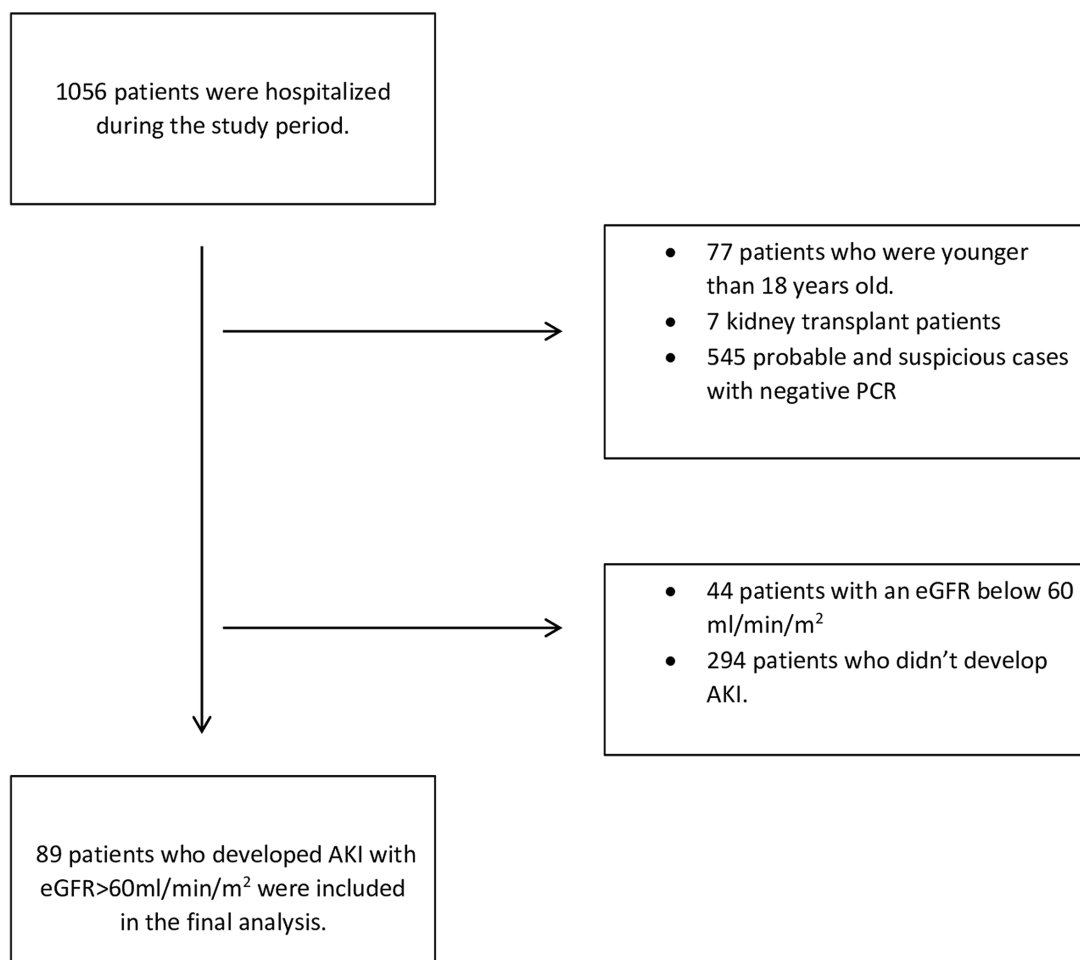 1056 patients were hospitalized
during the study period.
• 77 patients who were younger
than 18 years old.
• 7 kidney transplant patients
• 545 probable and suspicious cases
with negative PCR
• 44 patients with an eGFR below 60
ml/min/m²
• 294 patients who didn’t develop
AKI.
89 patients who developed AKI with
eGFR>60ml/min/m² were included
in the final analysis.